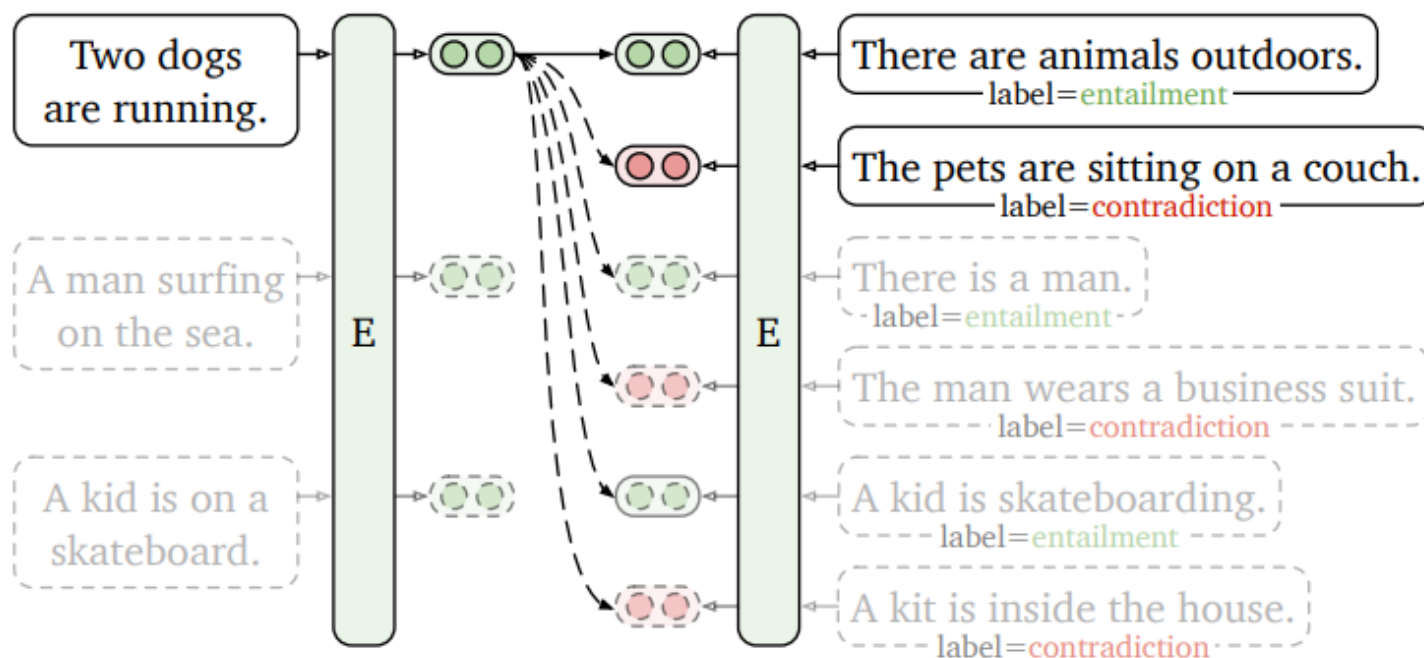 Two dogs
are running.
E
E
There are animals outdoors.
label=entailment
The pets are sitting on a couch.
label=contradiction
A man surfing
on the sea.
There is a man.
label=entailment
The man wears a business suit.
label=contradiction
A kid is on a
skateboard.
A kid is skateboarding.
label=entailment
A kit is inside the house.
label=contradiction